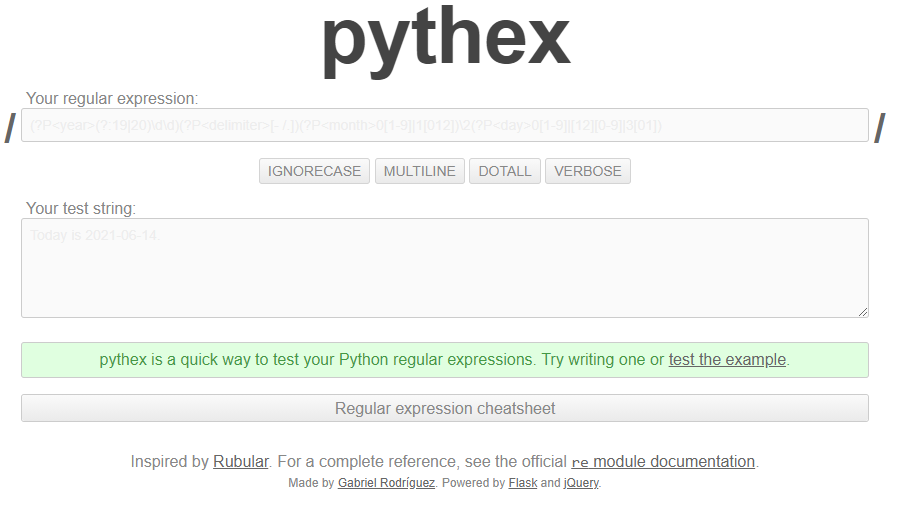 pythex
Your regular expression:
/ (?P<year>(?:19|20)\d\d)(?P<delimiter>[- /.])(?P<month>0[1-9]|1[012])\2(?P<day>0[1-9]|[12][0-9]|3[01]) /
IGNORECASE MULTILINE DOTALL VERBOSE
Your test string:
Today is 2021-06-14.
pythex is a quick way to test your Python regular expressions. Try writing one or test the example.
Regular expression cheatsheet
Inspired by Rubular. For a complete reference, see the official re module documentation.
Made by Gabriel Rodríguez. Powered by Flask and jQuery.